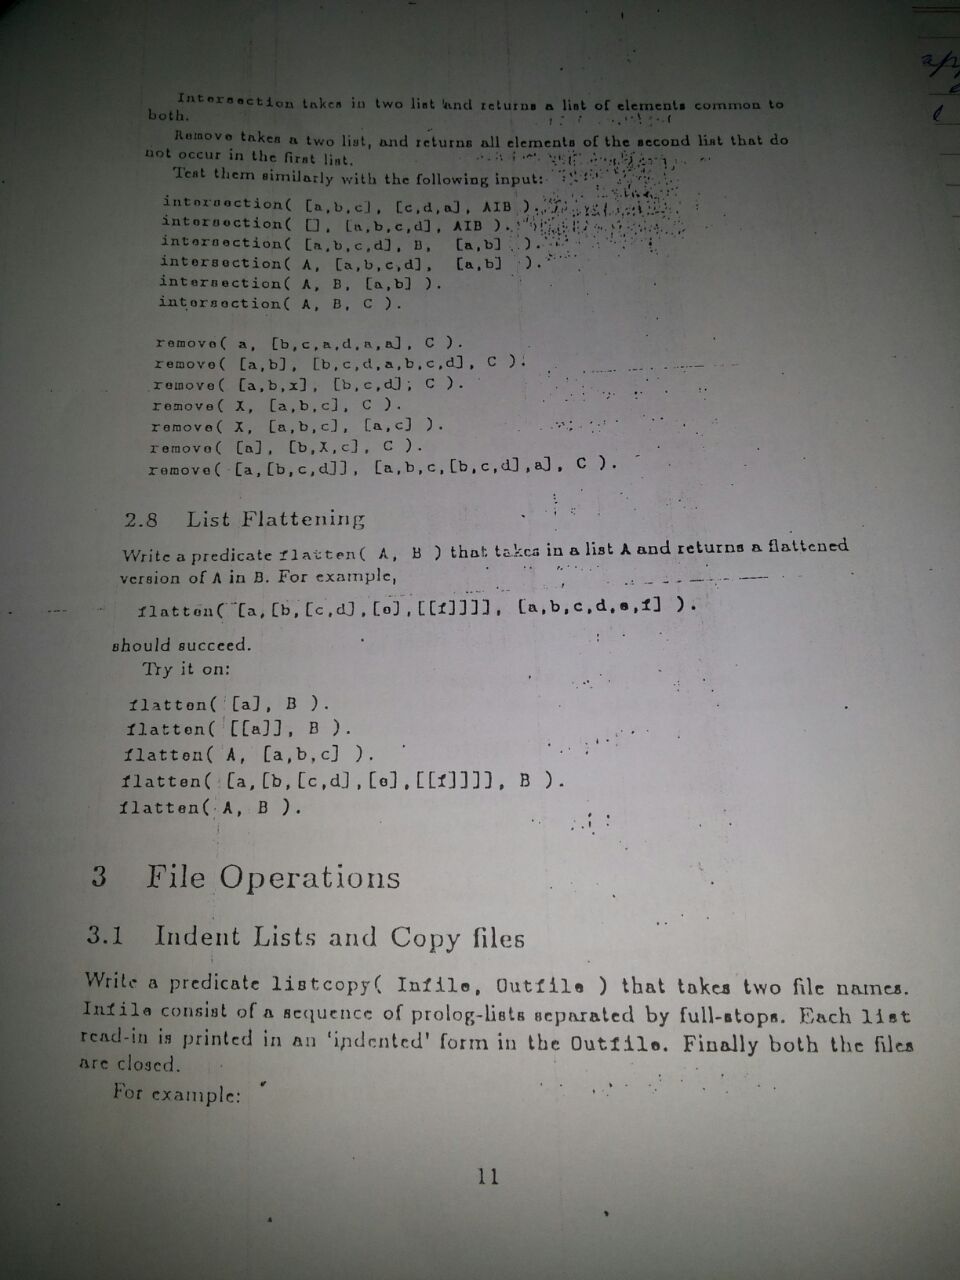 Intersection takes in two list and returns a list of elements common to
both.
Remove takes a two list, and returns all elements of the second list that do
not occur in the first list.
Test them similarly with the following input:
intersection( [a,b,c], [c,d,a], AIB ).
intersection( [], [a,b,c,d], AIB ).
intersection( [a,b,c,d], B, [a,b] ).
intersection( A, [a,b,c,d], [a,b] ).
intersection( A, B, [a,b] ).
intersection( A, B, C ).
remove( a, [b,c,a,d,a,a], C ).
remove( [a,b], [b,c,d,a,b,c,d], C ).
remove( [a,b,x], [b,c,d], C ).
remove( X, [a,b,c], C ).
remove( X, [a,b,c], [a,c] ).
remove( [a], [b,X,c], C ).
remove( [a,[b,c,d]], [a,b,c,[b,c,d],a], C ).
2.8 List Flattening
Write a predicate flatten( A, B ) that takes in a list A and returns a flattened
version of A in B. For example,
flatten( [a,[b,[c,d],[e],[[f]]]], [a,b,c,d,e,f] ).
should succeed.
Try it on:
flatten( [a], B ).
flatten( [[a]], B ).
flatten( A, [a,b,c] ).
flatten( [a,[b,[c,d],[e],[[f]]]], B ).
flatten( A, B ).
3 File Operations
3.1 Indent Lists and Copy files
Write a predicate listcopy( Infile, Outfile ) that takes two file names.
Infile consist of a sequence of prolog-lists separated by full-stops. Each list
read-in is printed in an 'indented' form in the Outfile. Finally both the files
are closed.
For example:
11